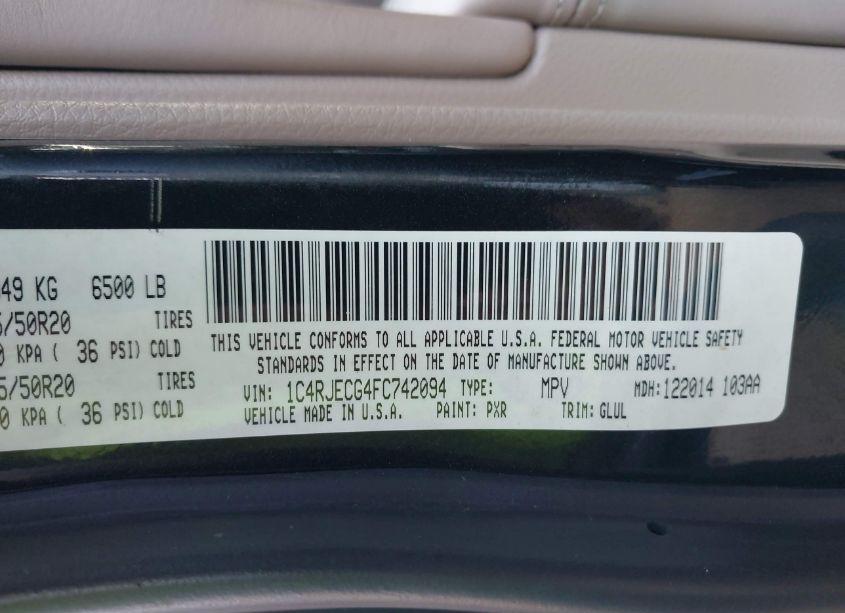 49 KG 6500 LB
/50R20 TIRES
0 KPA ( 36 PSI) COLD
5/50R20 TIRES
0 KPA ( 36 PSI) COLD
THIS VEHICLE CONFORMS TO ALL APPLICABLE U.S.A. FEDERAL MOTOR VEHICLE SAFETY
STANDARDS IN EFFECT ON THE DATE OF MANUFACTURE SHOWN ABOVE.
VIN: 1C4RJECG4FC742094 TYPE: MPV MDH:122014 103AA
VEHICLE MADE IN U.S.A. PAINT: PXR TRIM: GLUL